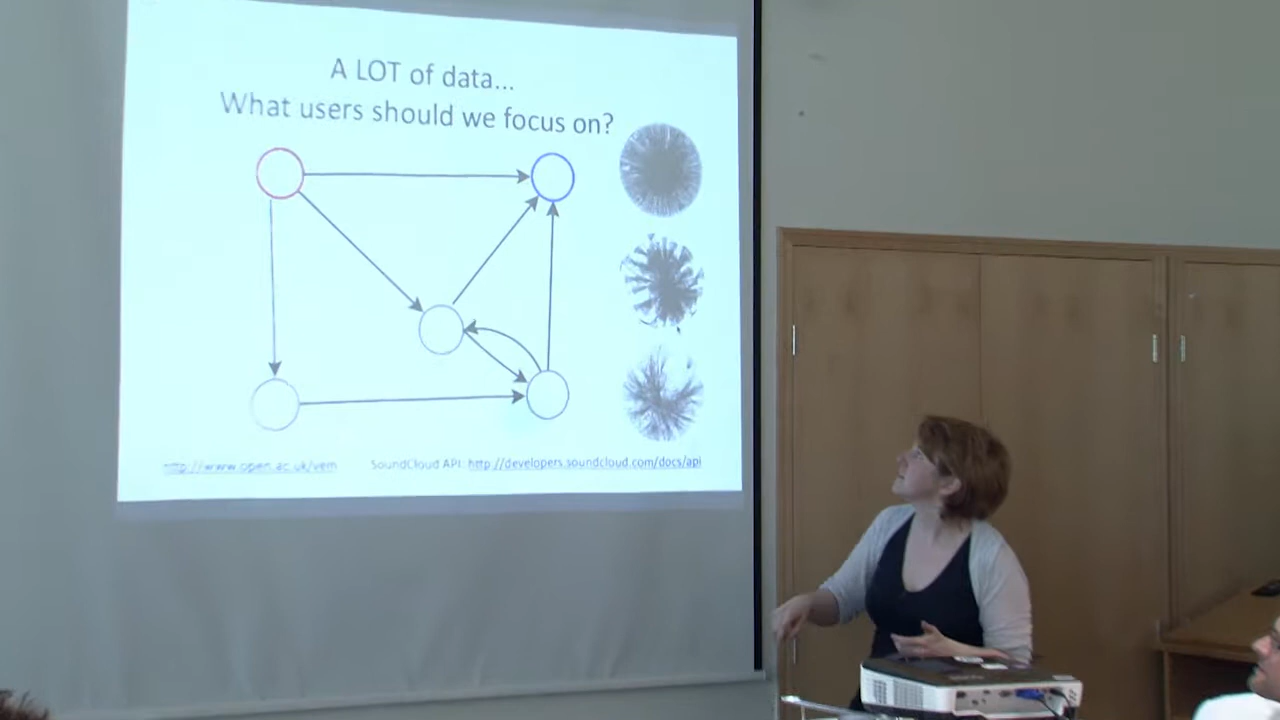 A LOT of data...
What users should we focus on?
http://www.open.ac.uk/vem SoundCloud API: http://developers.soundcloud.com/docs/api